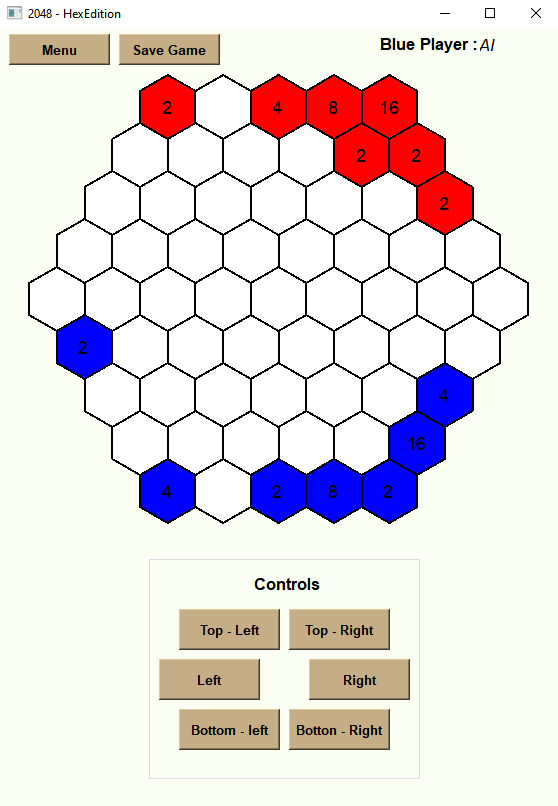 2048 - HexEdition
Menu
Save Game
Blue Player : AI
2 4 8 16
2 2
2
2
4
16
4 2 8 2
Controls
Top - Left
Top - Right
Left
Right
Bottom - left
Botton - Right